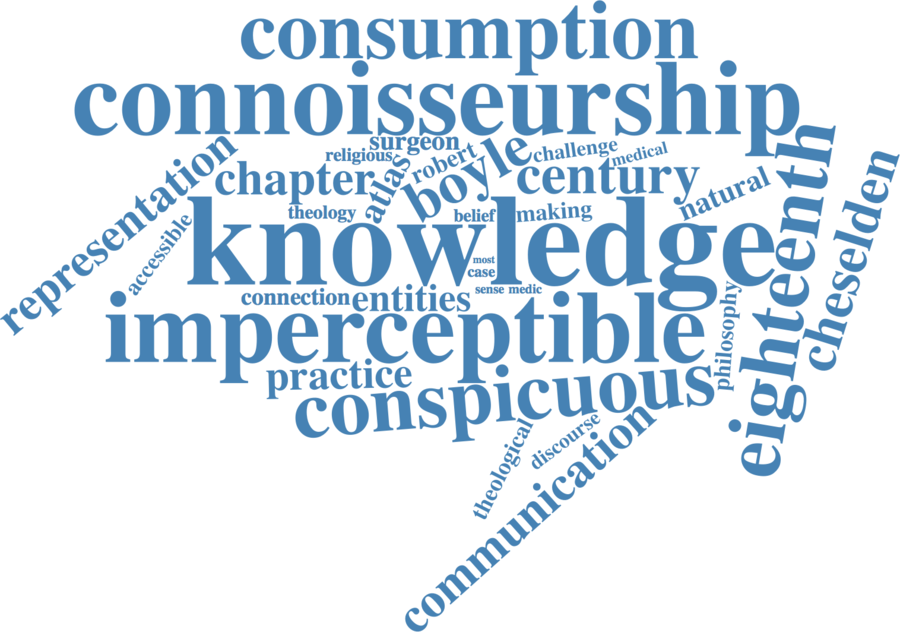 consumption
connoisseurship
surgeon
religious
robert
boyle
challenge
medical
representation
chapter
atlas
century
natural
eighteenth
cheselden
accessible
theology
belief
making
knowledge
most
case
sense
medic
connection
entities
imperceptible
philosophy
practice
conspicuous
theological
discourse
communication